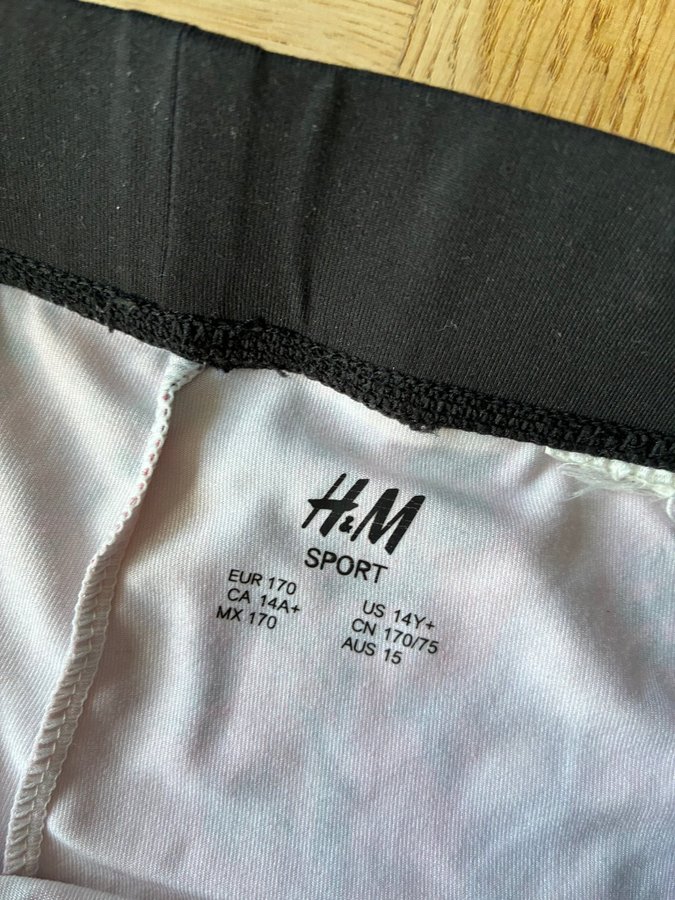 H&M
SPORT
EUR 170
CA 14A+
MX 170
US 14Y+
CN 170/75
AUS 15